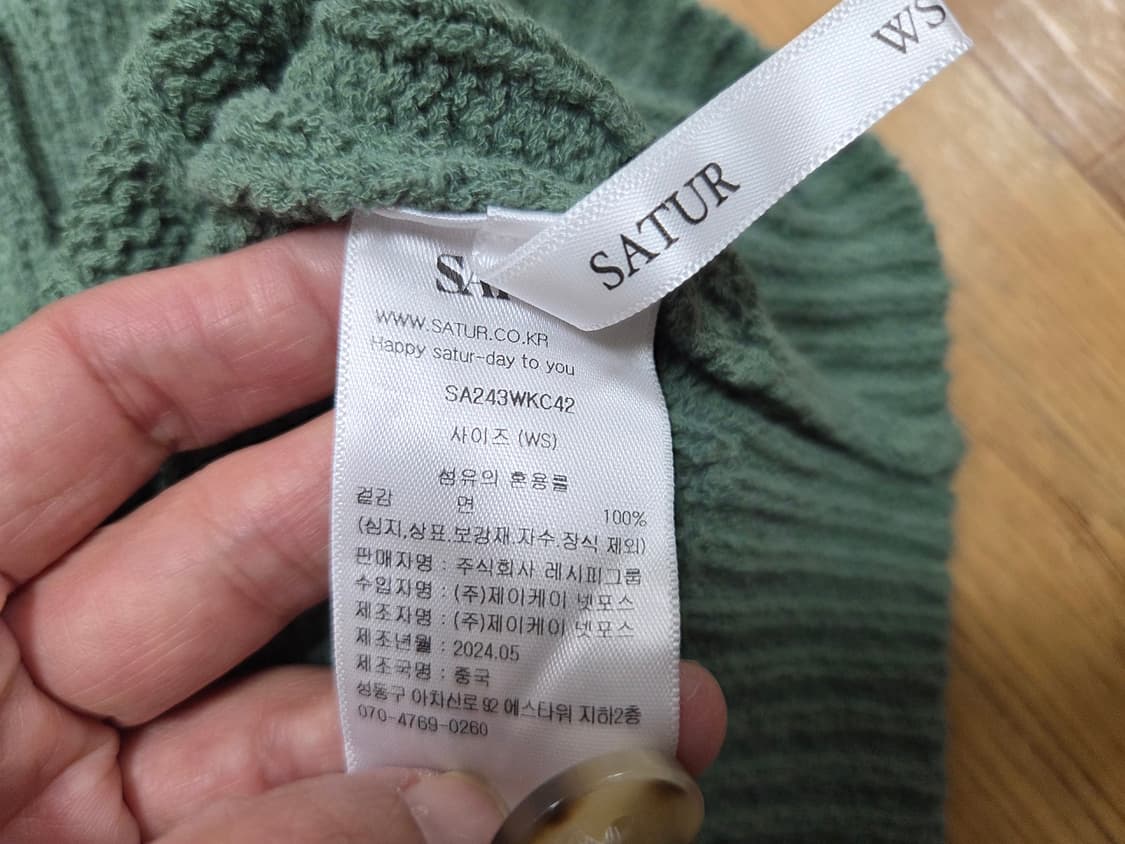 WS
SATUR
WWW.SATUR.CO.KR
Happy satur-day to you
SA243WKC42
사이즈 (WS)
섬유의 혼용률
겉감 면 100%
(심지,상표.보강재.자수.장식 제외)
판매자명 : 주식회사 레시피그룹
수입자명 : (주)제이케이 넷포스
제조자명 : (주)제이케이 넷포스
제조년월 : 2024.05
제조국명 : 중국
성동구 아차산로 92 에스타워 지하2층
070-4769-0260